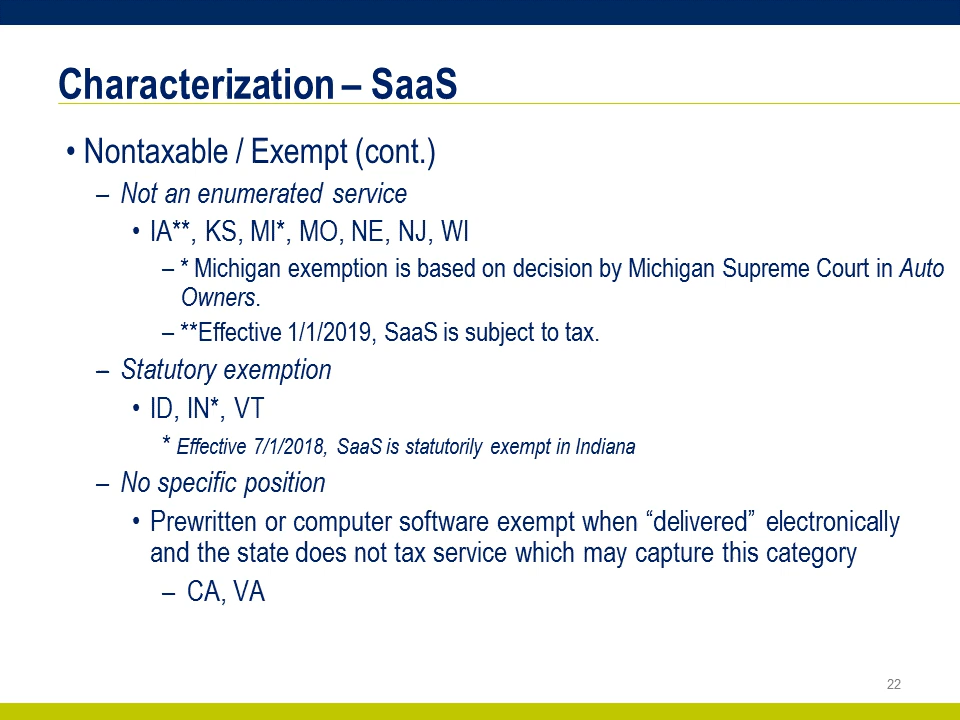 Characterization – SaaS
• Nontaxable / Exempt (cont.)
– Not an enumerated service
• IA**, KS, MI*, MO, NE, NJ, WI
– * Michigan exemption is based on decision by Michigan Supreme Court in Auto
Owners.
– **Effective 1/1/2019, SaaS is subject to tax.
– Statutory exemption
• ID, IN*, VT
* Effective 7/1/2018, SaaS is statutorily exempt in Indiana
– No specific position
• Prewritten or computer software exempt when “delivered” electronically
and the state does not tax service which may capture this category
– CA, VA
22